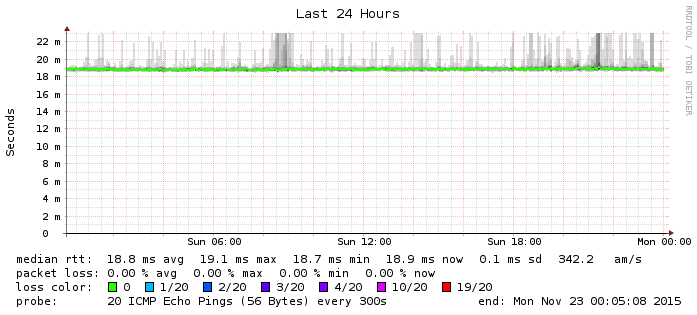 Last 24 Hours
RRDTOOL / TOBI OETIKER
Seconds
22 m
20 m
18 m
16 m
14 m
12 m
10 m
8 m
6 m
4 m
2 m
0
Sun 06:00 Sun 12:00 Sun 18:00 Mon 00:00
median rtt: 18.8 ms avg 19.1 ms max 18.7 ms min 18.9 ms now 0.1 ms sd 342.2 am/s
packet loss: 0.00 % avg 0.00 % max 0.00 % min 0.00 % now
loss color: 0 1/20 2/20 3/20 4/20 10/20 19/20
probe: 20 ICMP Echo Pings (56 Bytes) every 300s end: Mon Nov 23 00:05:08 2015